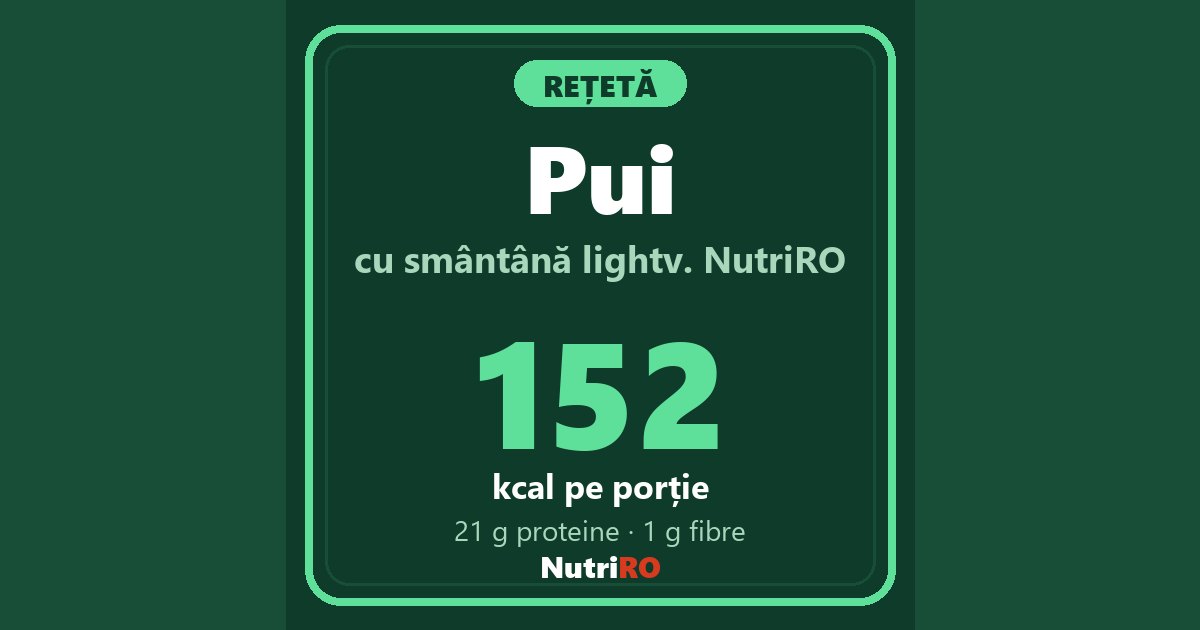 REȚETĂ
Pui
cu smântână lightv. NutriRO
152
kcal pe porție
21 g proteine · 1 g fibre
NutriRO